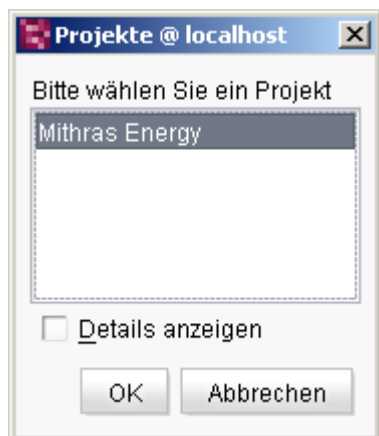 Projekte @ localhost
Bitte wählen Sie ein Projekt
Mithras Energy
Details anzeigen
OK
Abbrechen